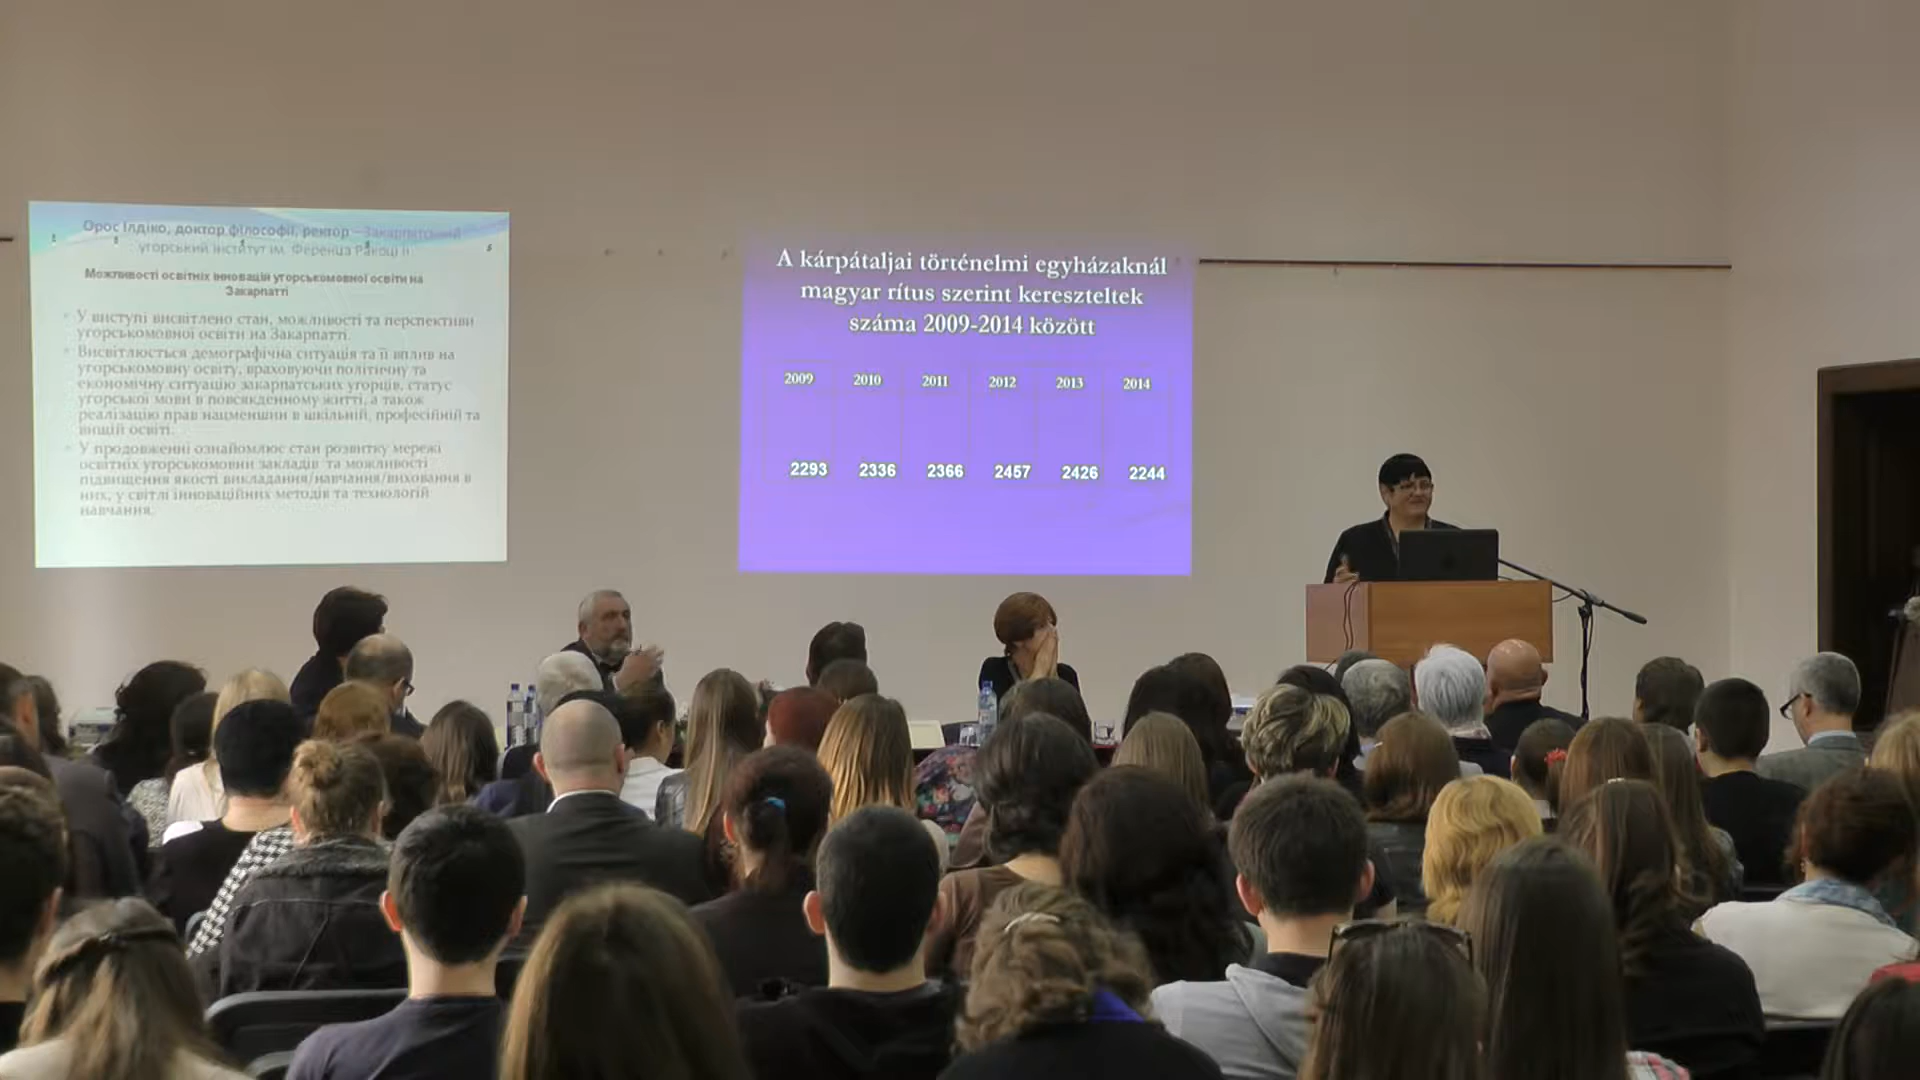 Орос Ілдіко, доктор філософії, ректор – Закарпатський
угорський інститут ім. Ференца Ракоці ІІ
Можливості освітніх інновацій угорськомовної освіти на
Закарпатті
У виступі висвітлено стан, можливості та перспективи
угорськомовної освіти на Закарпатті.
Висвітлюється демографічна ситуація та її вплив на
угорськомовну освіту, враховуючи політичну та
економічну ситуацію закарпатських угорців, статус
угорської мови в повсякденному житті, а також
реалізацію прав нацменшин в шкільній, професійній та
вищій освіті.
У продовженні ознайомлює стан розвитку мережі
освітніх угорськомовни закладів та можливості
підвищення якості викладання/навчання/виховання в
них, у світлі інноваційних методів та технологій
навчання.
A kárpátaljai történelmi egyházaknál
magyar rítus szerint kereszteltek
száma 2009-2014 között
2009 2010 2011 2012 2013 2014
2293 2336 2366 2457 2426 2244